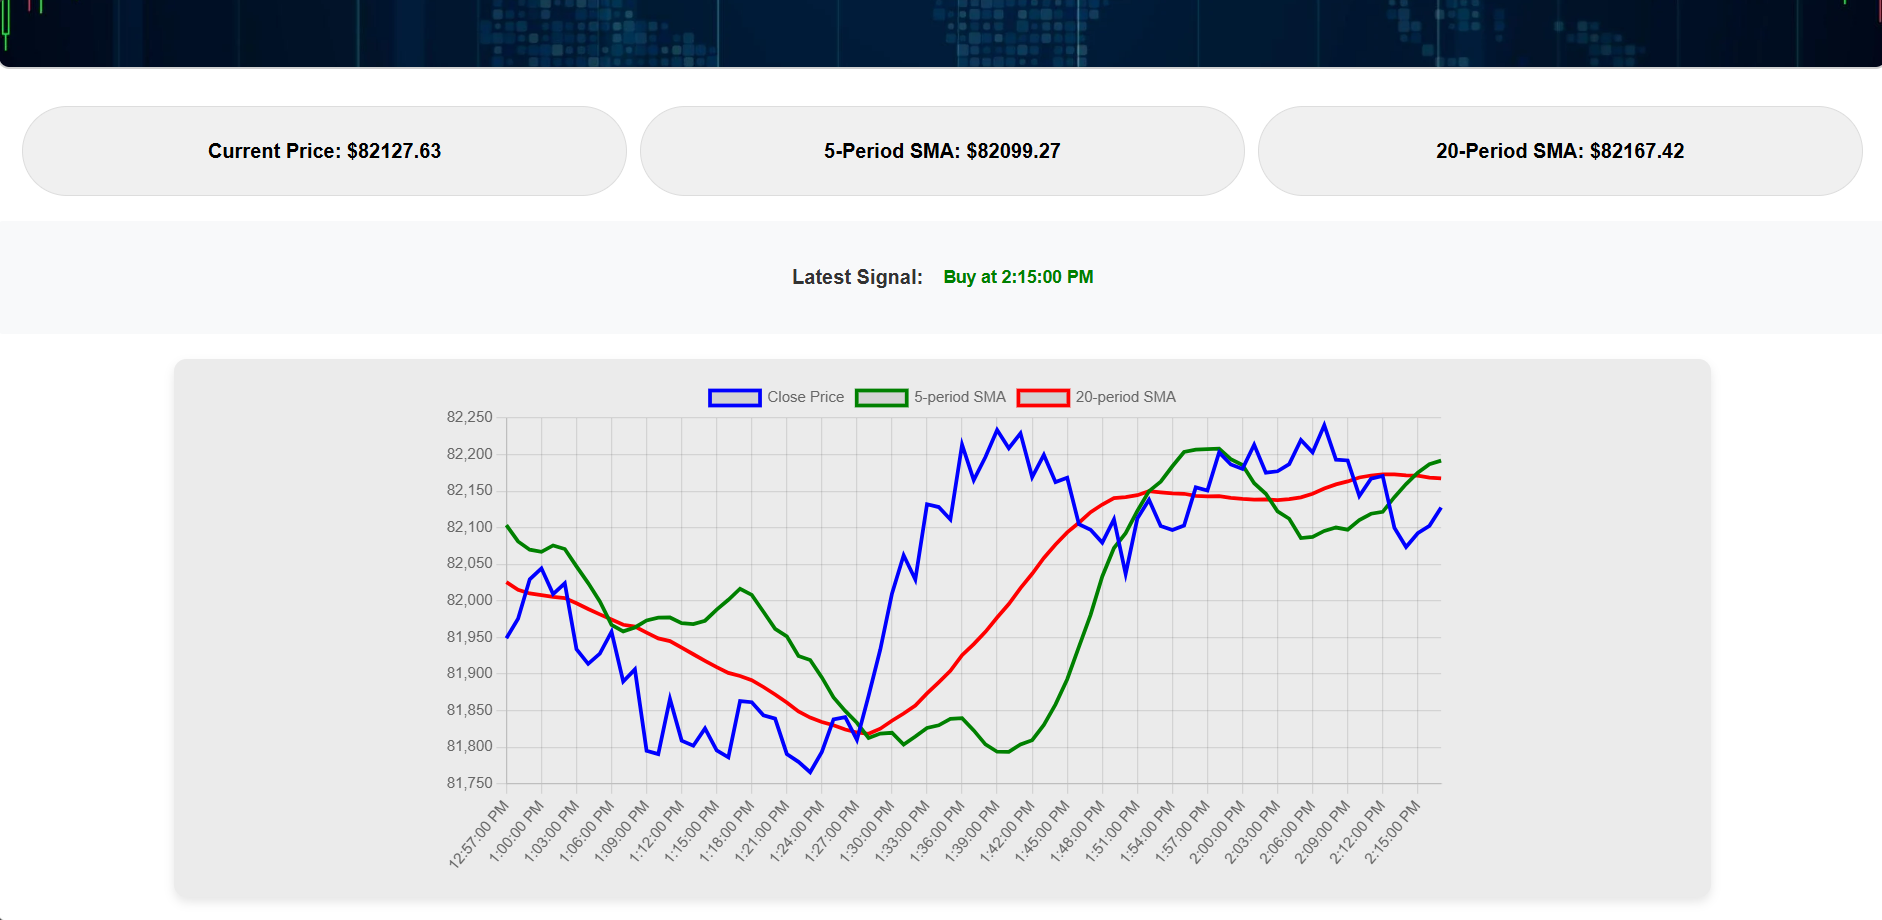 Current Price: $82127.63
5-Period SMA: $82099.27
20-Period SMA: $82167.42
Latest Signal: Buy at 2:15:00 PM
Close Price 5-period SMA 20-period SMA
82,250
82,200
82,150
82,100
82,050
82,000
81,950
81,900
81,850
81,800
81,750
12:57:00 PM
1:00:00 PM
1:03:00 PM
1:06:00 PM
1:09:00 PM
1:12:00 PM
1:15:00 PM
1:18:00 PM
1:21:00 PM
1:24:00 PM
1:27:00 PM
1:30:00 PM
1:33:00 PM
1:36:00 PM
1:39:00 PM
1:42:00 PM
1:45:00 PM
1:48:00 PM
1:51:00 PM
1:54:00 PM
1:57:00 PM
2:00:00 PM
2:03:00 PM
2:06:00 PM
2:09:00 PM
2:12:00 PM
2:15:00 PM